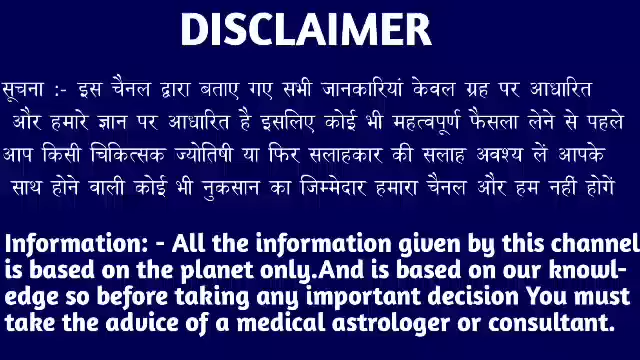 DISCLAIMER
सूचना :- इस चैनल द्वारा बताए गए सभी जानकारियां केवल ग्रह पर आधारित
और हमारे ज्ञान पर आधारित है इसलिए कोई भी महत्वपूर्ण फैसला लेने से पहले
आप किसी चिकित्सक ज्योतिषी या फिर सलाहकार की सलाह अवश्य लें आपके
साथ होने वाली कोई भी नुकसान का जिम्मेदार हमारा चैनल और हम नहीं होगें
Information: - All the information given by this channel
is based on the planet only.And is based on our knowl-
edge so before taking any important decision You must
take the advice of a medical astrologer or consultant.